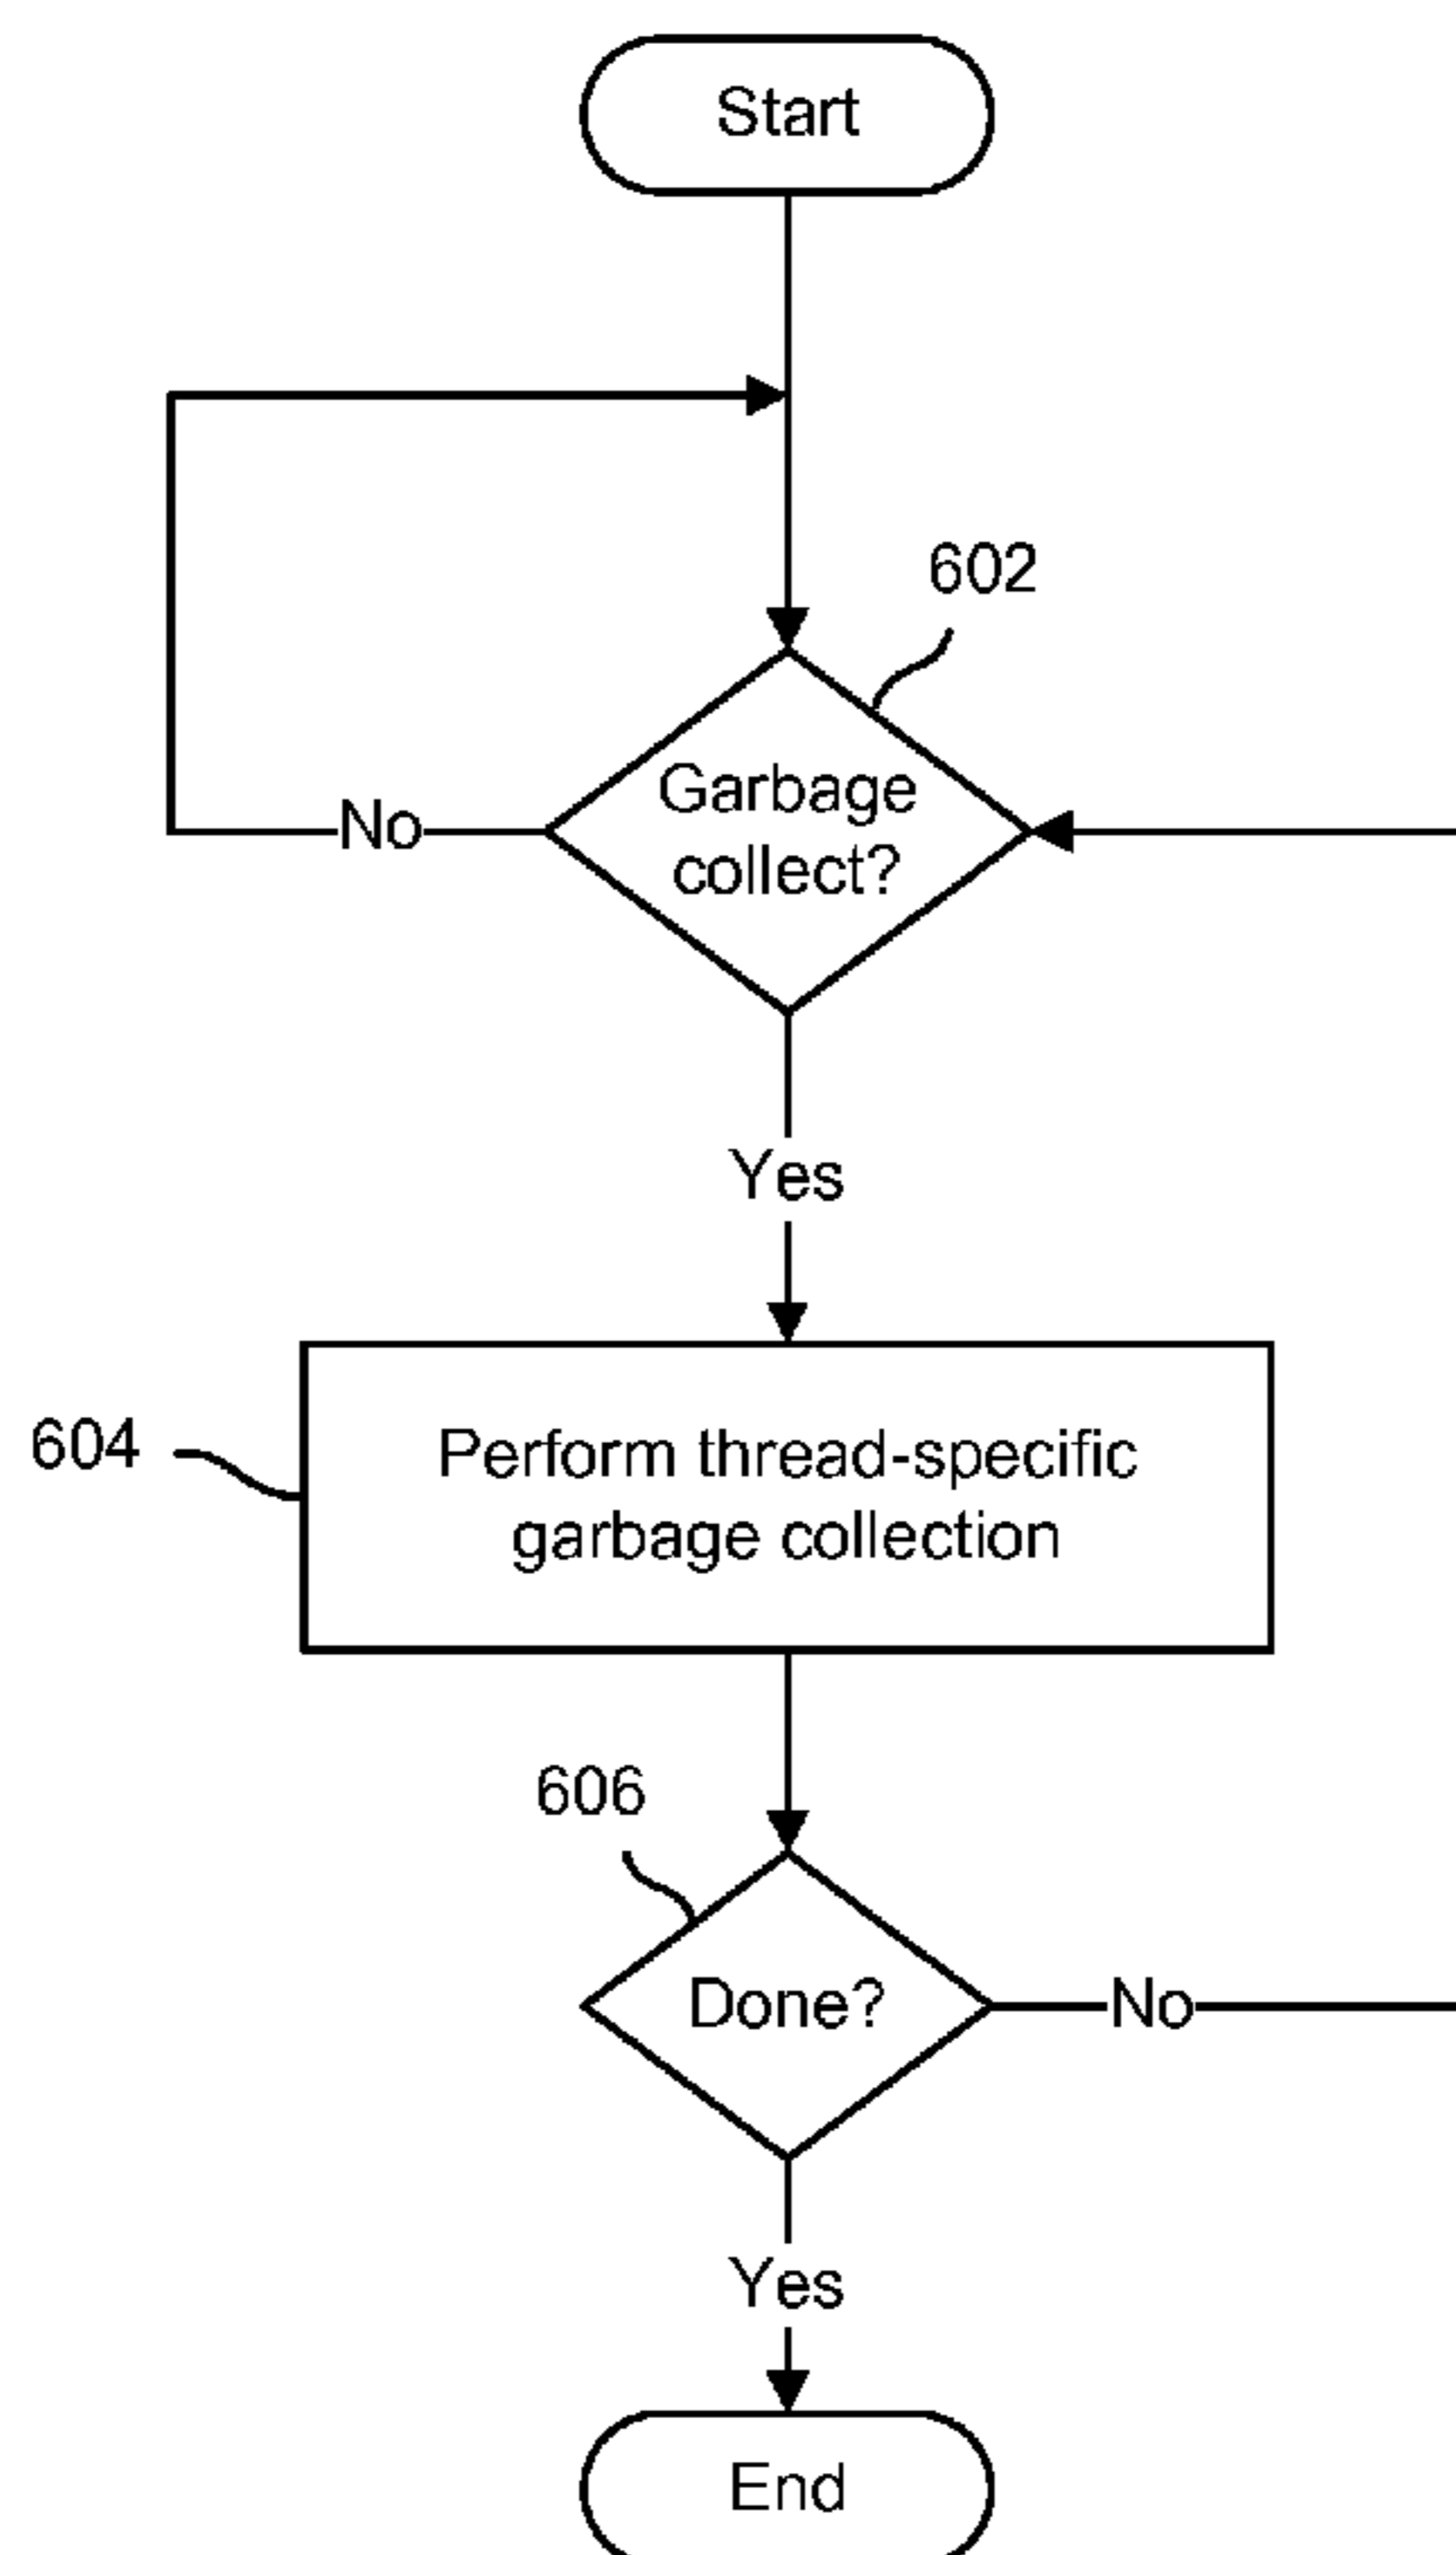 Start
602
Garbage
collect?
No
Yes
604
Perform thread-specific
garbage collection
606
Done?
No
Yes
End